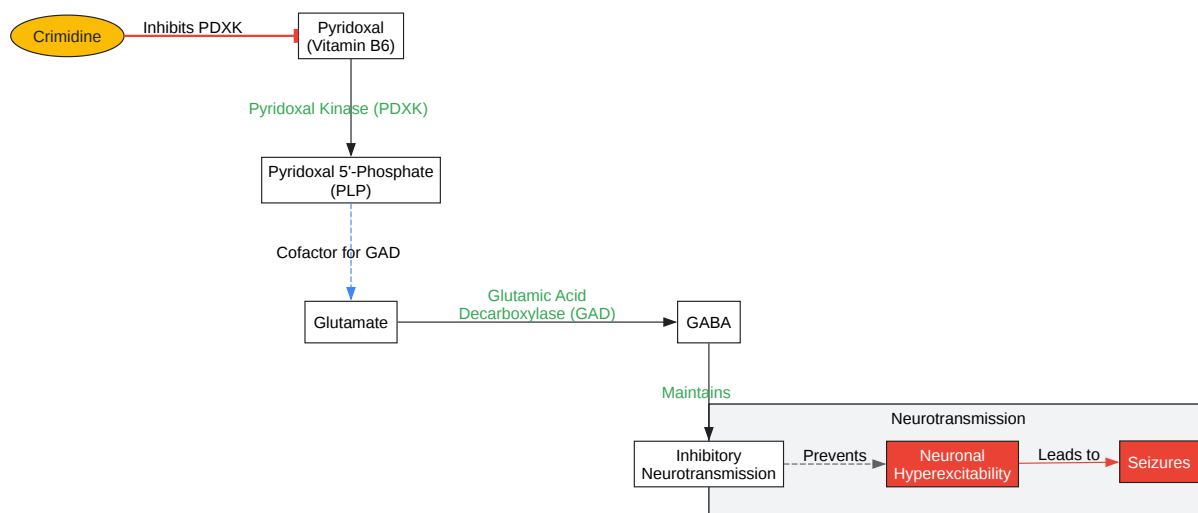 Crimidine
Inhibits PDXK
Pyridoxal
(Vitamin B6)
Pyridoxal Kinase (PDXK)
Pyridoxal 5'-Phosphate
(PLP)
Cofactor for GAD
Glutamate
Glutamic Acid
Decarboxylase (GAD)
GABA
Maintains
Neurotransmission
Inhibitory
Neurotransmission
Prevents
Neuronal
Hyperexcitability
Leads to
Seizures